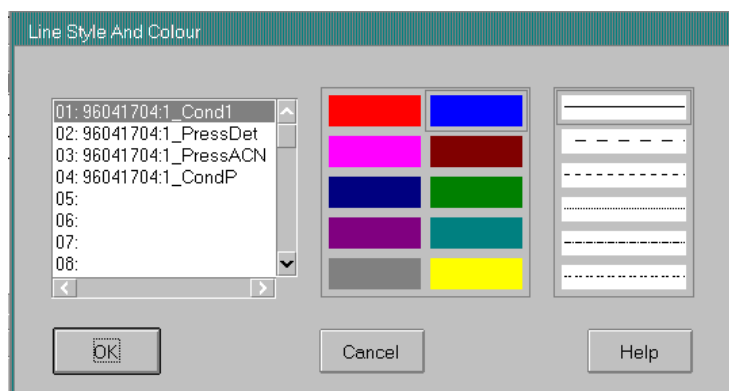 Line Style And Colour
01: 96041704:1_Cond1
02: 96041704:1_PressDet
03: 96041704:1_PressACN
04: 96041704:1_CondP
05:
06:
07:
08:
OK
Cancel
Help